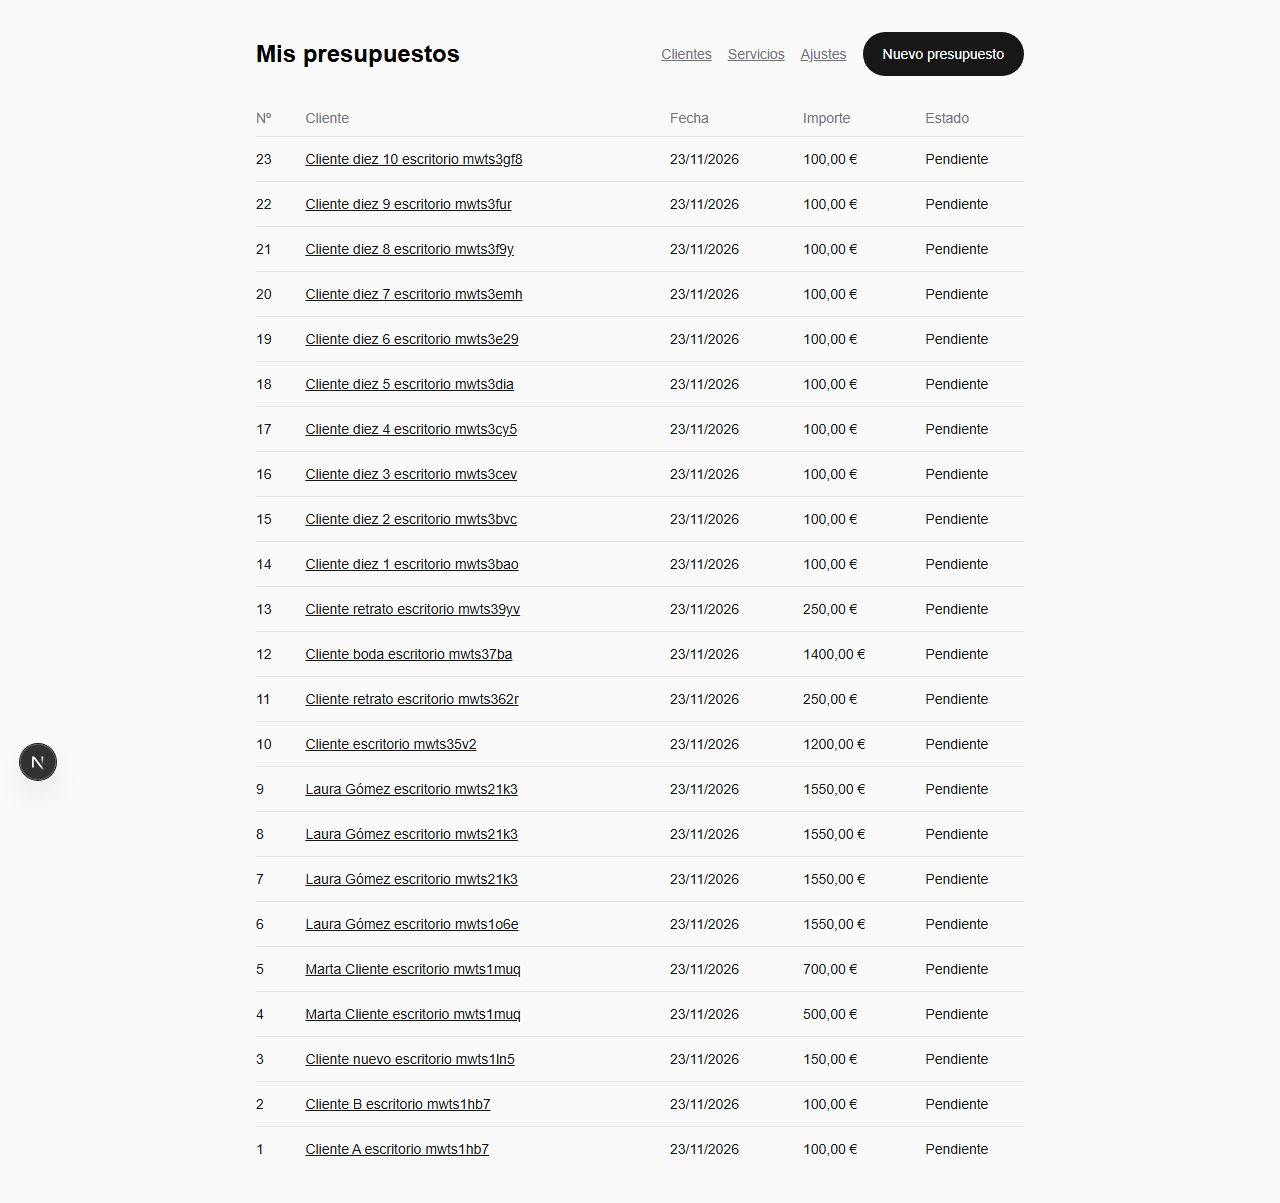 Mis presupuestos Clientes Servicios Ajustes Nuevo presupuesto
Nº Cliente Fecha Importe Estado
23 Cliente diez 10 escritorio mwts3gf8 23/11/2026 100,00 € Pendiente
22 Cliente diez 9 escritorio mwts3fur 23/11/2026 100,00 € Pendiente
21 Cliente diez 8 escritorio mwts3f9y 23/11/2026 100,00 € Pendiente
20 Cliente diez 7 escritorio mwts3emh 23/11/2026 100,00 € Pendiente
19 Cliente diez 6 escritorio mwts3e29 23/11/2026 100,00 € Pendiente
18 Cliente diez 5 escritorio mwts3dia 23/11/2026 100,00 € Pendiente
17 Cliente diez 4 escritorio mwts3cy5 23/11/2026 100,00 € Pendiente
16 Cliente diez 3 escritorio mwts3cev 23/11/2026 100,00 € Pendiente
15 Cliente diez 2 escritorio mwts3bvc 23/11/2026 100,00 € Pendiente
14 Cliente diez 1 escritorio mwts3bao 23/11/2026 100,00 € Pendiente
13 Cliente retrato escritorio mwts39yv 23/11/2026 250,00 € Pendiente
12 Cliente boda escritorio mwts37ba 23/11/2026 1400,00 € Pendiente
11 Cliente retrato escritorio mwts362r 23/11/2026 250,00 € Pendiente
10 Cliente escritorio mwts35v2 23/11/2026 1200,00 € Pendiente
N
9 Laura Gómez escritorio mwts21k3 23/11/2026 1550,00 € Pendiente
8 Laura Gómez escritorio mwts21k3 23/11/2026 1550,00 € Pendiente
7 Laura Gómez escritorio mwts21k3 23/11/2026 1550,00 € Pendiente
6 Laura Gómez escritorio mwts1o6e 23/11/2026 1550,00 € Pendiente
5 Marta Cliente escritorio mwts1muq 23/11/2026 700,00 € Pendiente
4 Marta Cliente escritorio mwts1muq 23/11/2026 500,00 € Pendiente
3 Cliente nuevo escritorio mwts1ln5 23/11/2026 150,00 € Pendiente
2 Cliente B escritorio mwts1hb7 23/11/2026 100,00 € Pendiente
1 Cliente A escritorio mwts1hb7 23/11/2026 100,00 € Pendiente